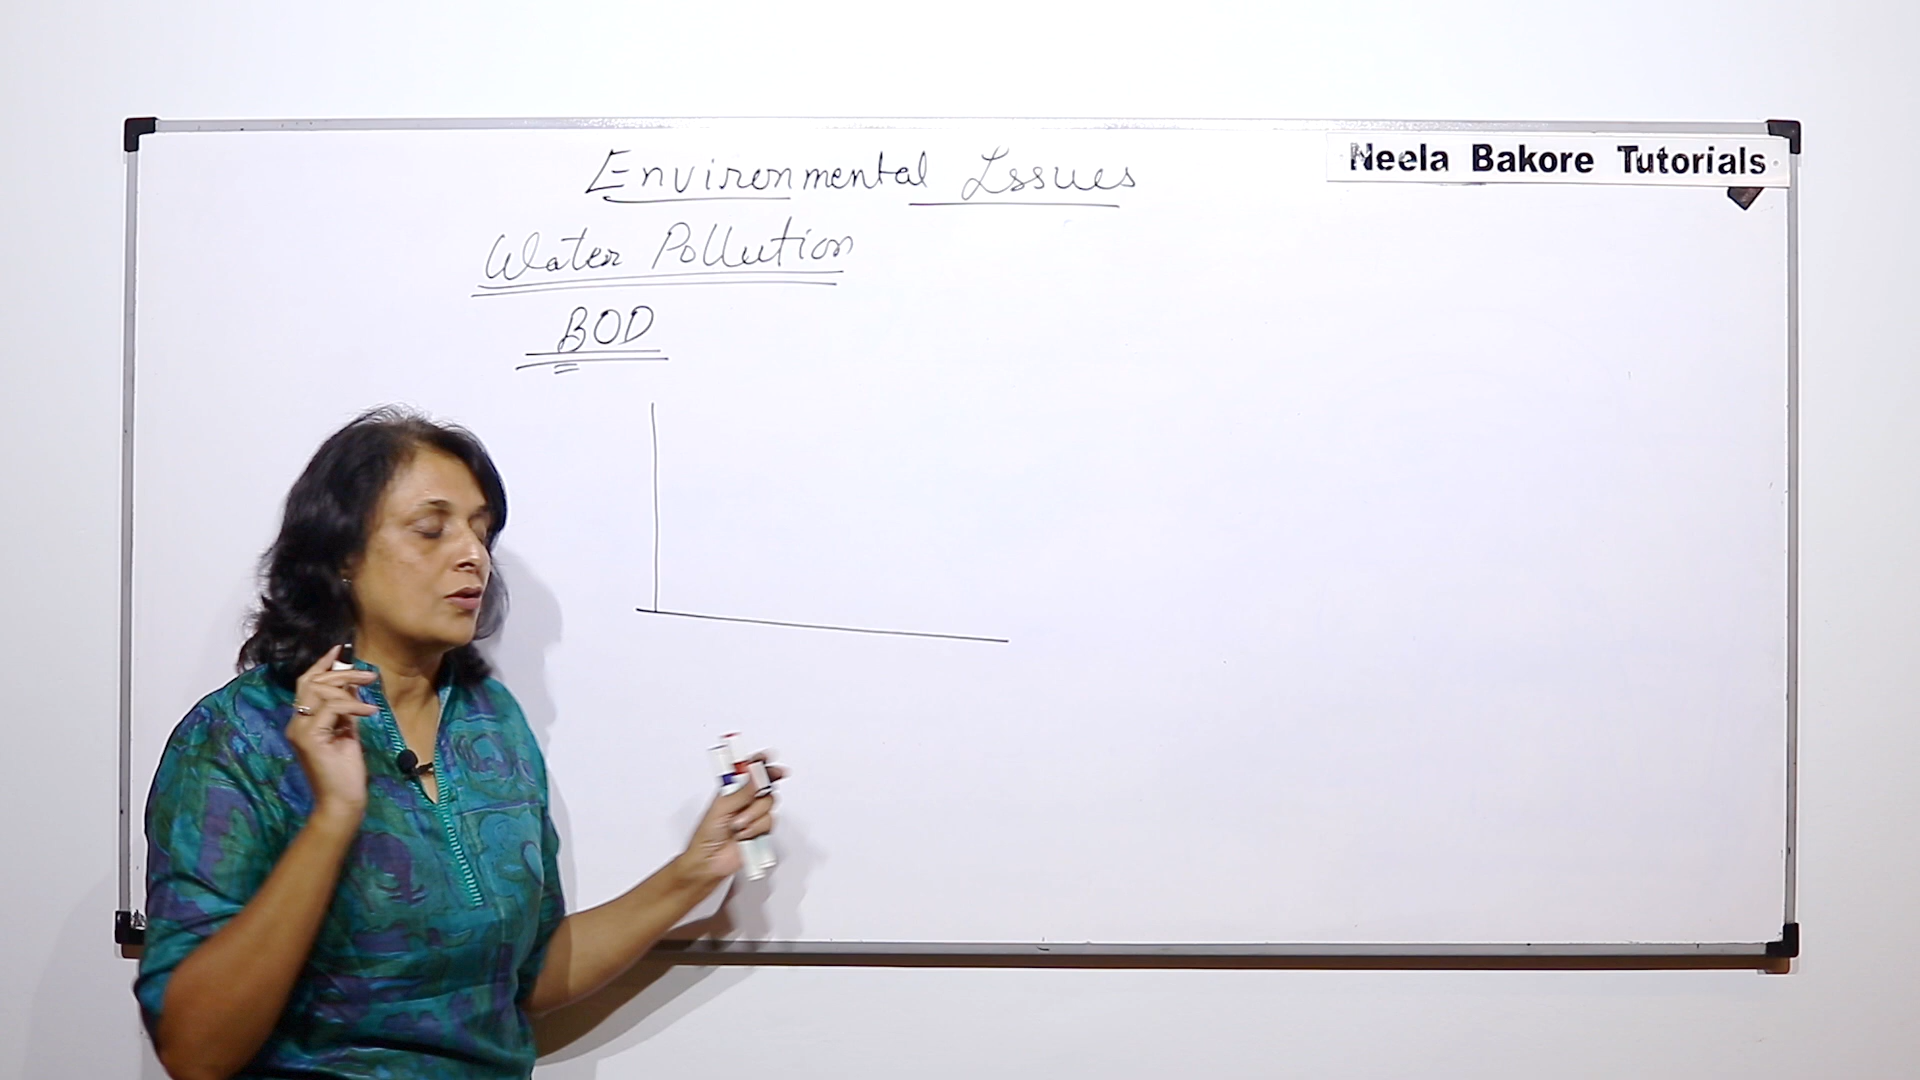 Neela Bakore Tutorials
Environmental Issues
Water Pollution
BOD